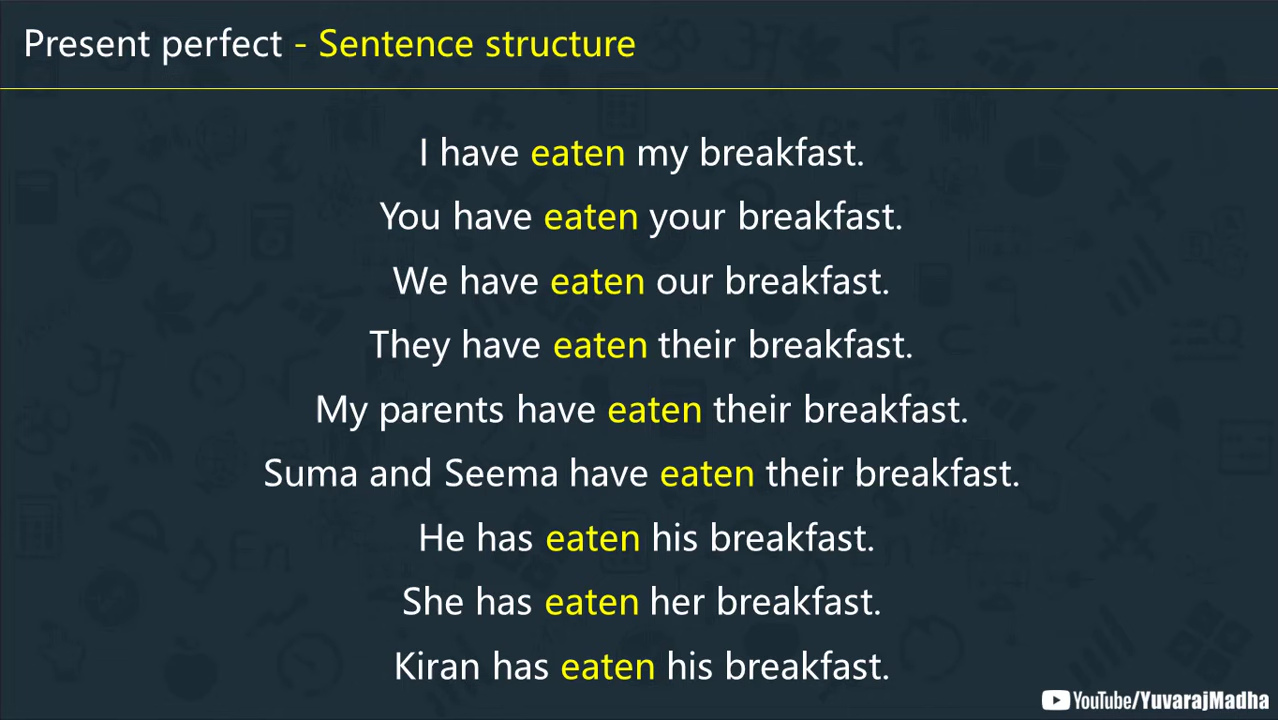 Present perfect - Sentence structure
I have eaten my breakfast.
You have eaten your breakfast.
We have eaten our breakfast.
They have eaten their breakfast.
My parents have eaten their breakfast.
Suma and Seema have eaten their breakfast.
He has eaten his breakfast.
She has eaten her breakfast.
Kiran has eaten his breakfast.
YouTube/YuvarajMadha